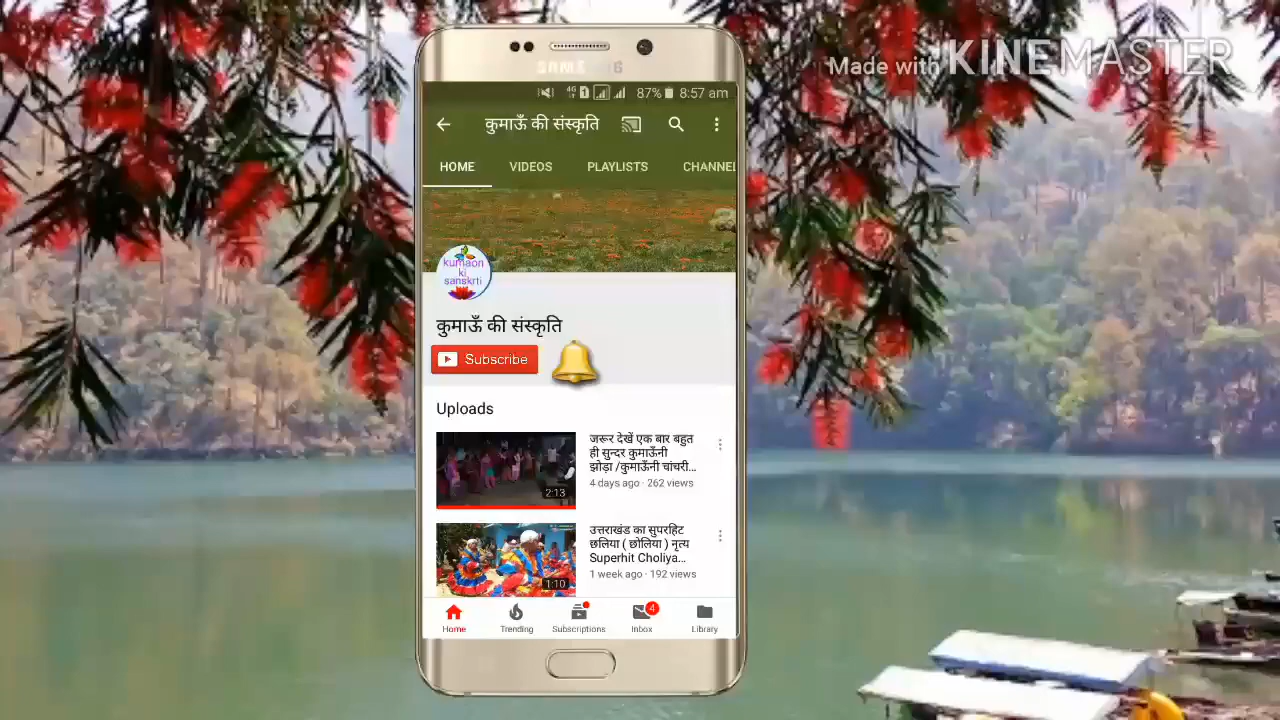 Made with KINEMASTER
SAMSUNG
4G 1 87% 8:57 am
कुमाऊँ की संस्कृति
HOME VIDEOS PLAYLISTS CHANNEL
kumaon
ki
sanskrti
कुमाऊँ की संस्कृति
Subscribe
Uploads
जरूर देखें एक बार बहुत
ही सुन्दर कुमाऊँनी
झोड़ा /कुमाऊँनी चांचरी...
4 days ago · 262 views
2:13
उत्तराखंड का सुपरहिट
छलिया ( छोलिया ) नृत्य
Superhit Choliya...
1 week ago · 192 views
1:10
4
Home Trending Subscriptions Inbox Library